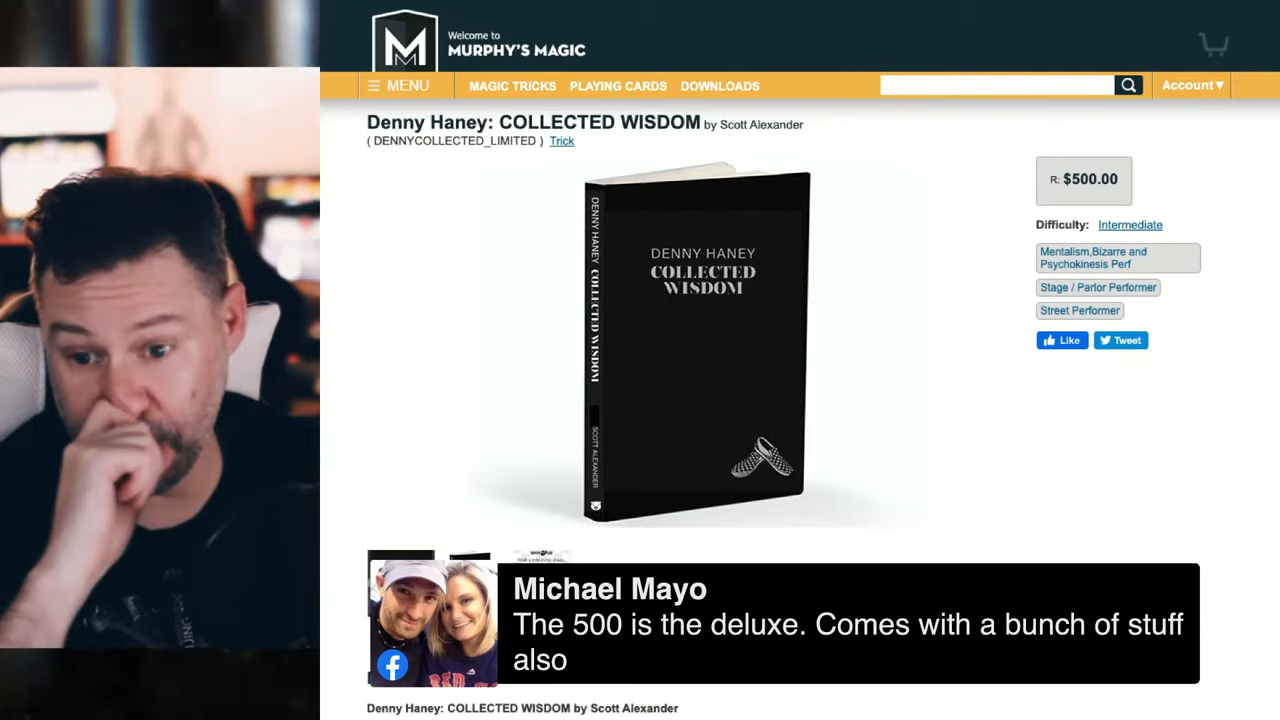 Welcome to
MURPHY'S MAGIC
MENU
MAGIC TRICKS
PLAYING CARDS
DOWNLOADS
Account▼
Denny Haney: COLLECTED WISDOM by Scott Alexander
( DENNYCOLLECTED_LIMITED ) Trick
DENNY HANEY COLLECTED WISDOM
SCOTT ALEXANDER
DENNY HANEY
COLLECTED
WISDOM
R: $500.00
Difficulty: Intermediate
Mentalism,Bizarre and
Psychokinesis Perf
Stage / Parlor Performer
Street Performer
Like
Tweet
Michael Mayo
The 500 is the deluxe. Comes with a bunch of stuff
also
Denny Haney: COLLECTED WISDOM by Scott Alexander